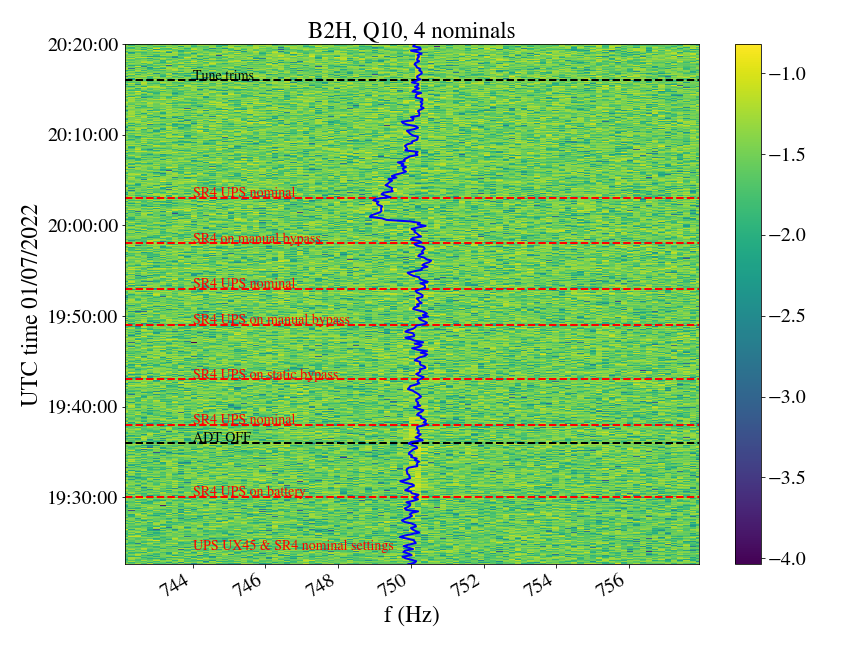 B2H, Q10, 4 nominals
20:20:00
Tune trims
−1.0
20:10:00
−1.5
SR4 UPS nominal
20:00:00
−2.0
SR4 on manual bypass
SR4 UPS nominal
−2.5
19:50:00
SR4 UPS on manual bypass
−3.0
SR4 UPS on static bypass
19:40:00
SR4 UPS nominal
ADT OFF
−3.5
19:30:00
SR4 UPS on battery
UPS UX45 & SR4 nominal settings
−4.0
UTC time 01/07/2022
744 746 748 750 752 754 756
f (Hz)